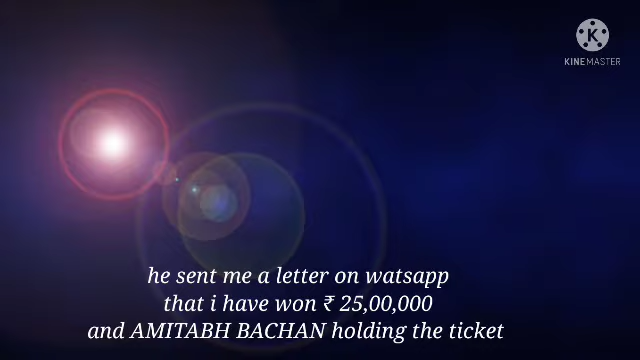 KINEMASTER
he sent me a letter on watsapp
that i have won ₹ 25,00,000
and AMITABH BACHAN holding the ticket